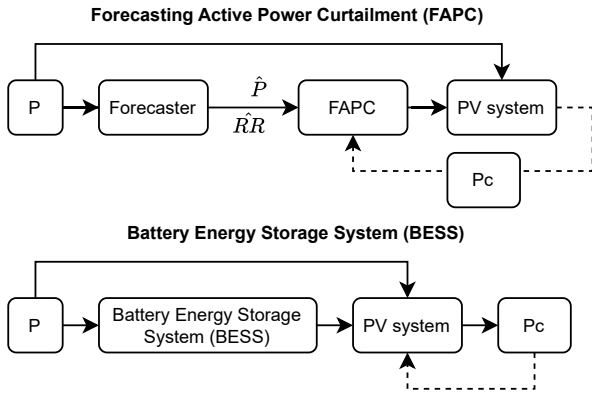 Forecasting Active Power Curtailment (FAPC)
P
Forecaster
P̂
R̂R
FAPC
PV system
Pc
Battery Energy Storage System (BESS)
P
Battery Energy Storage
System (BESS)
PV system
Pc